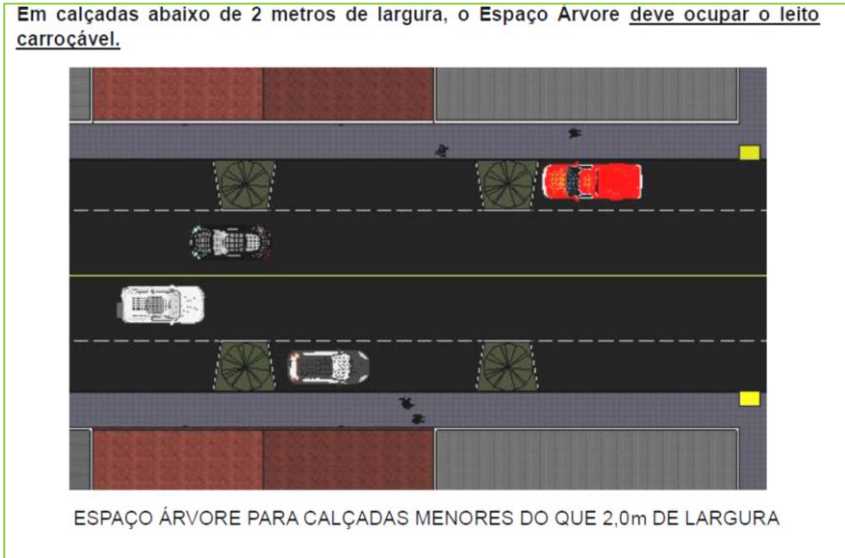 Em calçadas abaixo de 2 metros de largura, o Espaço Árvore deve ocupar o leito
carroçável.
ESPAÇO ÁRVORE PARA CALÇADAS MENORES DO QUE 2,0m DE LARGURA